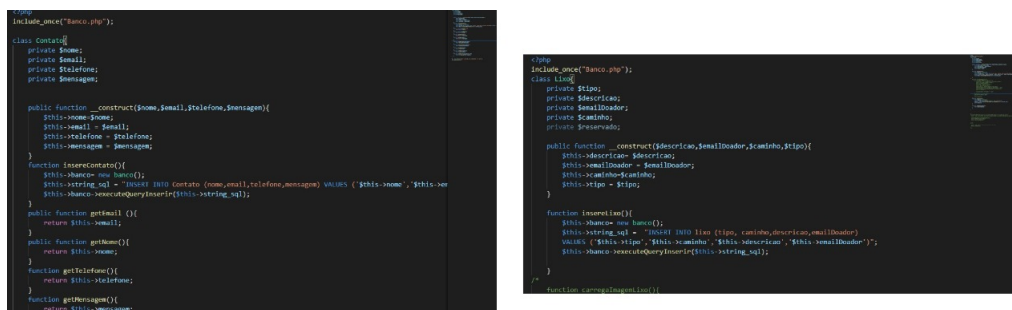 <?php
include_once("Banco.php");
class Contato{
private $nome;
private $email;
private $telefone;
private $mensagem;
public function __construct($nome,$email,$telefone,$mensagem){
$this->nome=$nome;
$this->email = $email;
$this->telefone = $telefone;
$this->mensagem = $mensagem;
}
function insereContato(){
$this->banco= new banco();
$this->string_sql = "INSERT INTO Contato (nome,email,telefone,mensagem) VALUES ('$this->nome','$this->em
$this->banco->executeQueryInserir($this->string_sql);
}
public function getEmail (){
return $this->email;
}
public function getNome(){
return $this->nome;
}
function getTelefone(){
return $this->telefone;
}
function getMensagem(){
return $this->mensagem;
<?php
include_once("Banco.php");
class Lixo{
private $tipo;
private $descricao;
private $emailDoador;
private $caminho;
private $reservado;
public function __construct($descricao,$emailDoador,$caminho,$tipo){
$this->descricao= $descricao;
$this->emailDoador = $emailDoador;
$this->caminho=$caminho;
$this->tipo = $tipo;
}
function insereLixo(){
$this->banco= new banco();
$this->string_sql = "INSERT INTO lixo (tipo, caminho,descricao,emailDoador)
VALUES ('$this->tipo','$this->caminho','$this->descricao','$this->emailDoador')";
$this->banco->executeQueryInserir($this->string_sql);
}
/*
function carregaImagemLixo(){